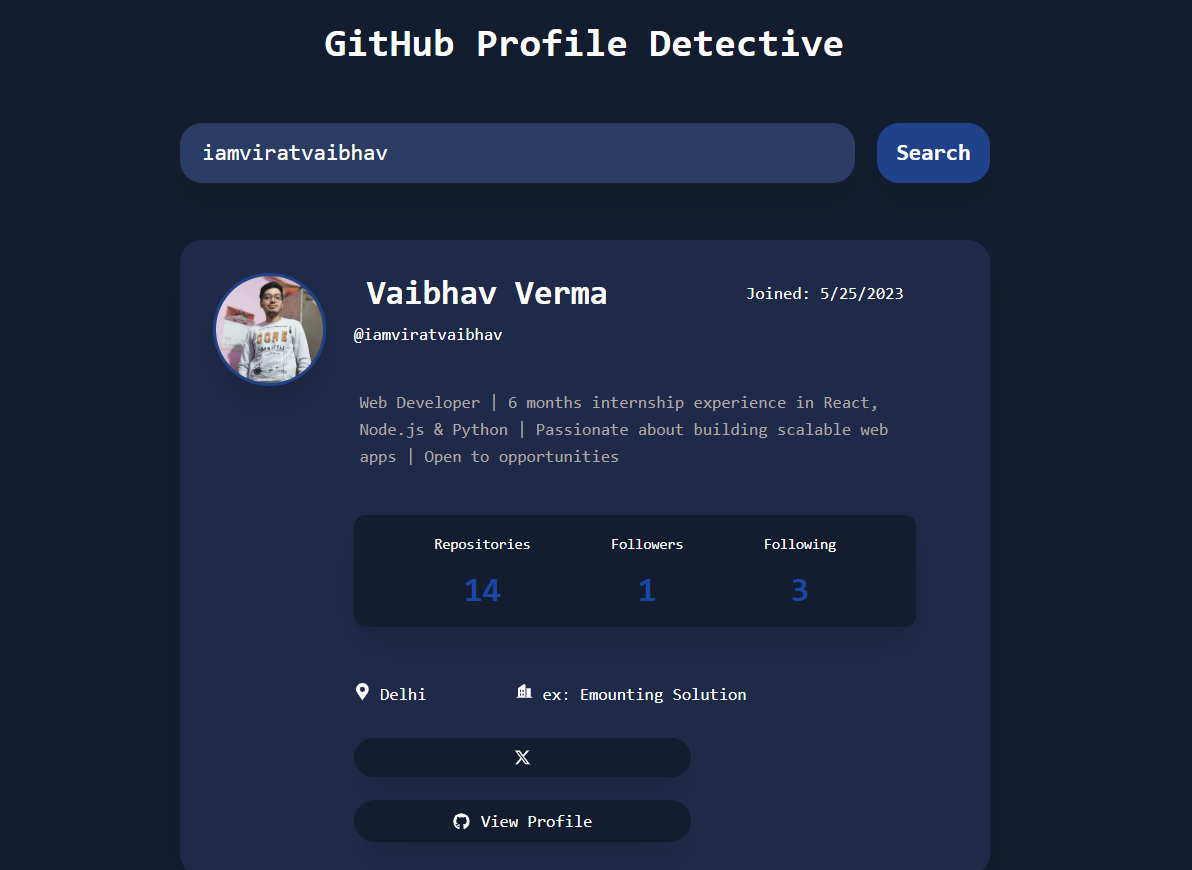 GitHub Profile Detective
iamviratvaibhav
Search
Vaibhav Verma
Joined: 5/25/2023
@iamviratvaibhav
Web Developer | 6 months internship experience in React,
Node.js & Python | Passionate about building scalable web
apps | Open to opportunities
Repositories
Followers
Following
14
1
3
Delhi
ex: Emounting Solution
View Profile